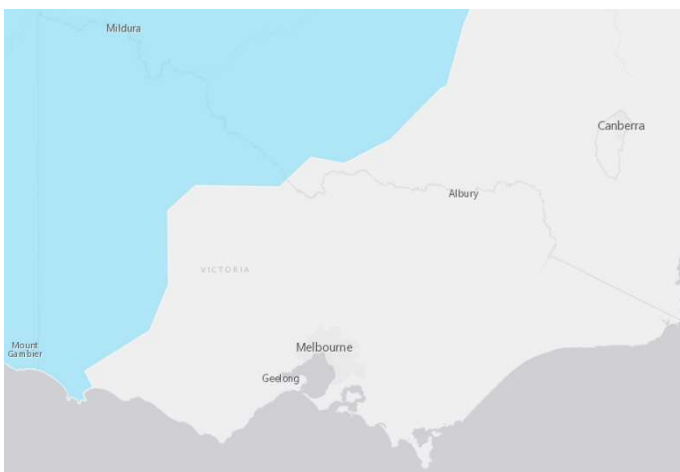 Mildura
Canberra
Albury
VICTORIA
Mount
Gambier
Melbourne
Geelong